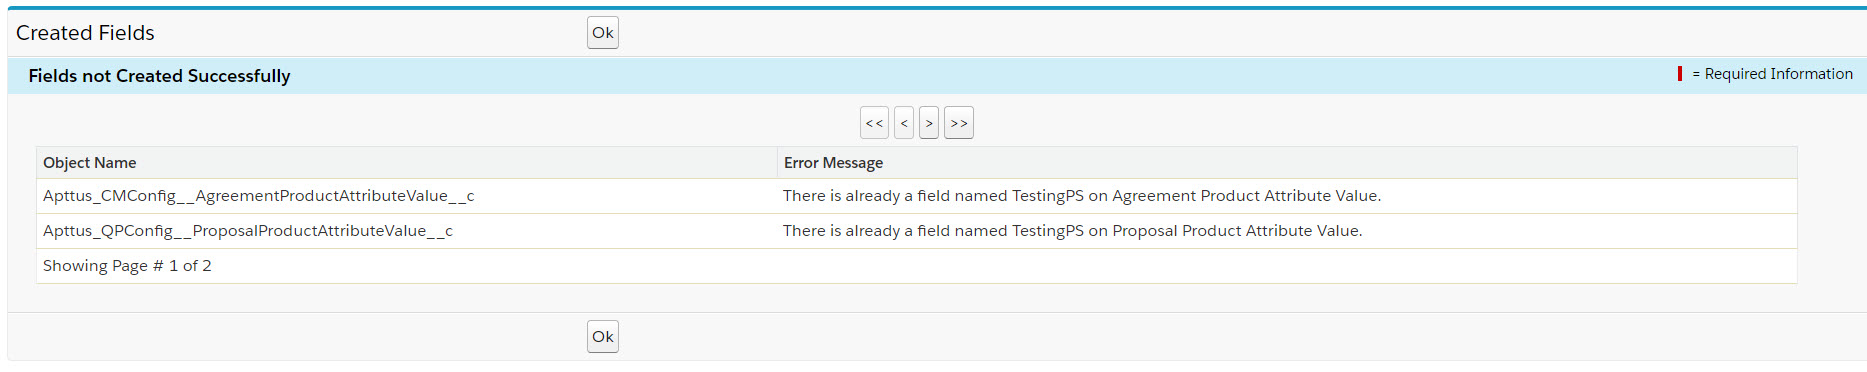 Created Fields
Ok
Fields not Created Successfully
= Required Information
<< < > >>
Object Name Error Message
Apttus_CMConfig__AgreementProductAttributeValue__c There is already a field named TestingPS on Agreement Product Attribute Value.
Apttus_QPConfig__ProposalProductAttributeValue__c There is already a field named TestingPS on Proposal Product Attribute Value.
Showing Page # 1 of 2
Ok